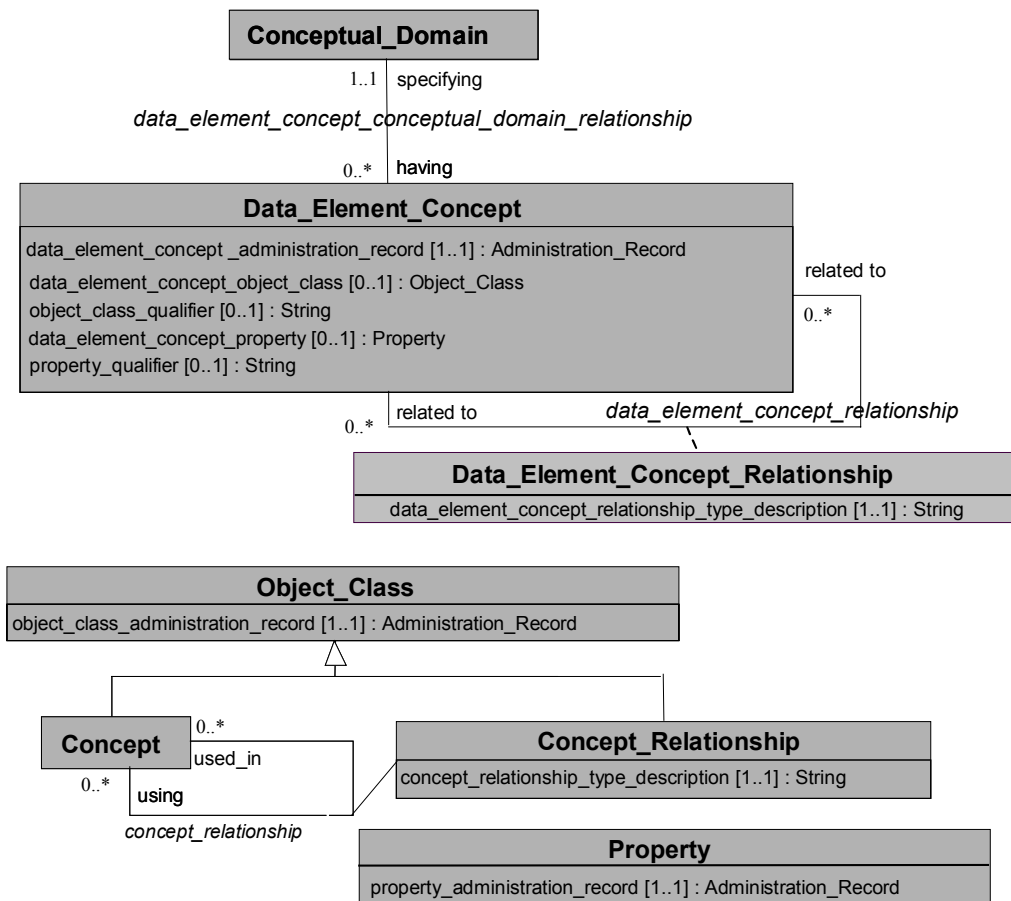 Conceptual_Domain
1..1 specifying
data_element_concept_conceptual_domain_relationship
0..* having
Data_Element_Concept
data_element_concept _administration_record [1..1] : Administration_Record
data_element_concept_object_class [0..1] : Object_Class
object_class_qualifier [0..1] : String
data_element_concept_property [0..1] : Property
property_qualifier [0..1] : String
related to
0..*
related to
0..*
data_element_concept_relationship
Data_Element_Concept_Relationship
data_element_concept_relationship_type_description [1..1] : String
Object_Class
object_class_administration_record [1..1] : Administration_Record
Concept
0..*
used_in
0..*
using
concept_relationship
Concept_Relationship
concept_relationship_type_description [1..1] : String
Property
property_administration_record [1..1] : Administration_Record